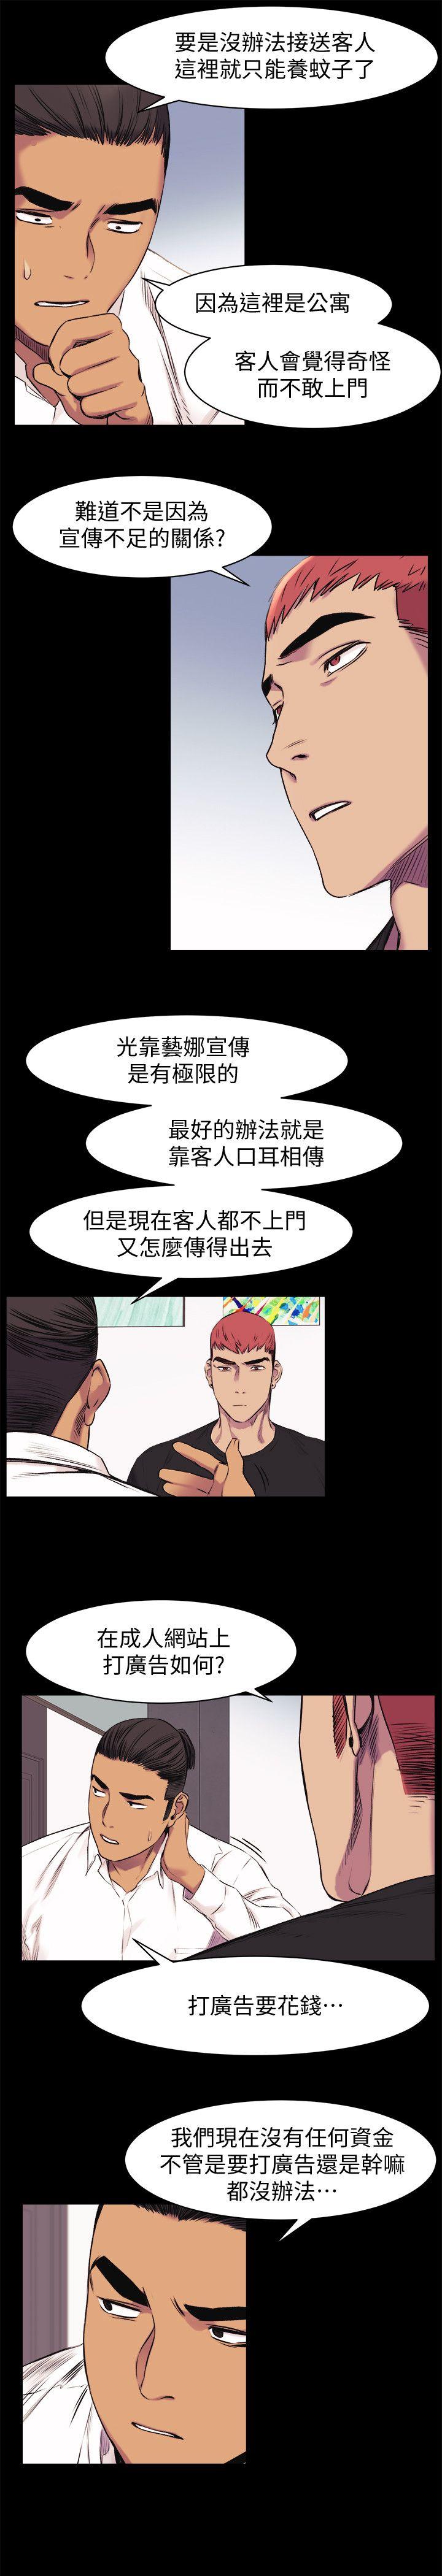 要是沒辦法接送客人
這裡就只能養蚊子了
因為這裡是公寓
客人會覺得奇怪
而不敢上門
難道不是因為
宣傳不足的關係?
光靠藝娜宣傳
是有極限的
最好的辦法就是
靠客人口耳相傳
但是現在客人都不上門
又怎麼傳得出去
在成人網站上
打廣告如何?
打廣告要花錢…
我們現在沒有任何資金
不管是要打廣告還是幹嘛
都沒辦法…